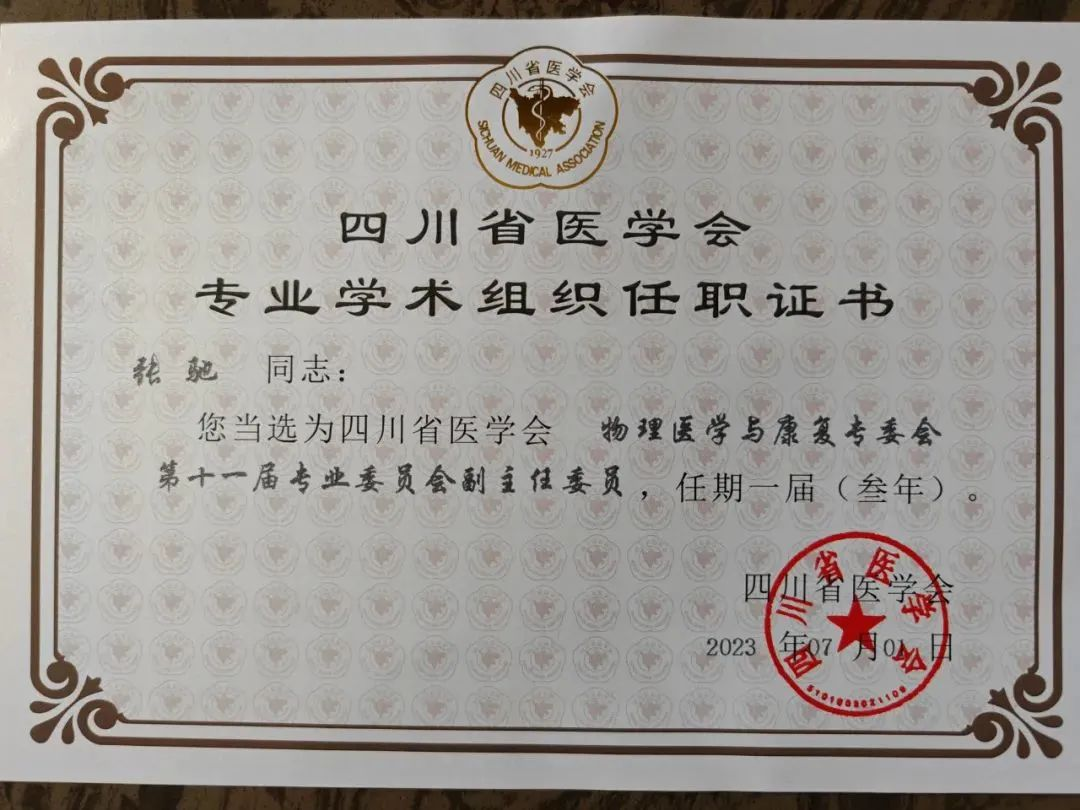 四川省医学会
1927
SICHUAN MEDICAL ASSOCIATION
四川省医学会
专业学术组织任职证书
张驰 同志：
您当选为四川省医学会 物理医学与康复专委会
第十一届专业委员会副主任委员，任期一届（叁年）。
四川省医学会
2023 年07 月01 日
四川省医学会